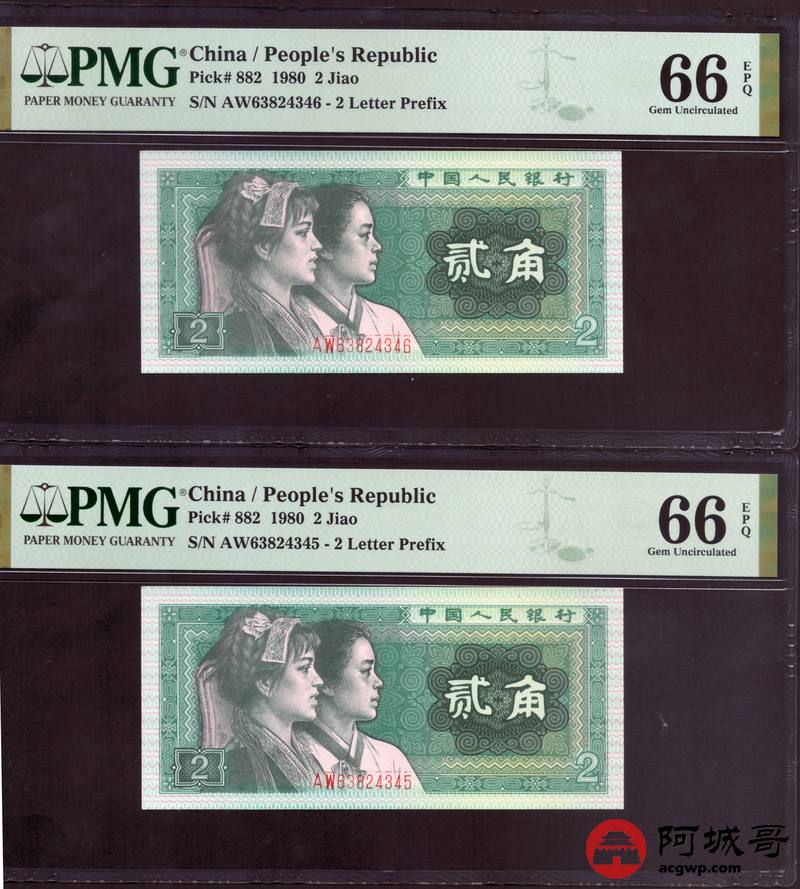 PMG® China / People's Republic
Pick# 882 1980 2 Jiao
PAPER MONEY GUARANTY
S/N AW63824346 - 2 Letter Prefix
66 EPQ
Gem Uncirculated
中国人民银行
贰角
2
2
AW63824346
PMG® China / People's Republic
Pick# 882 1980 2 Jiao
PAPER MONEY GUARANTY
S/N AW63824345 - 2 Letter Prefix
66 EPQ
Gem Uncirculated
中国人民银行
贰角
2
2
AW63824345
阿城哥
acgwp.com